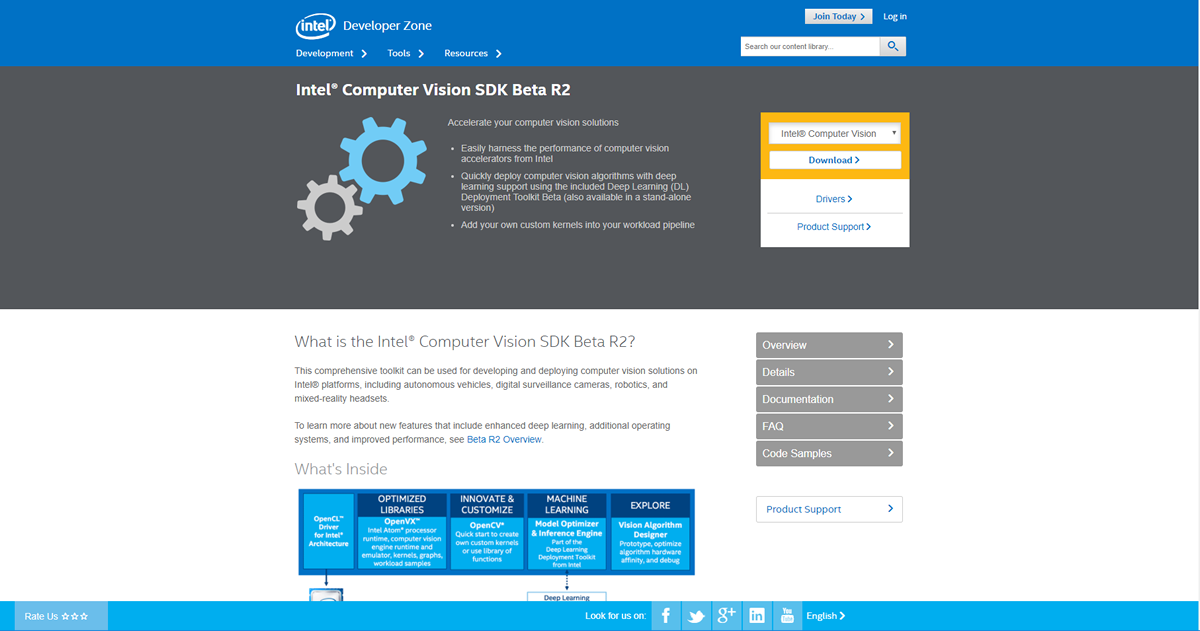 Join Today
Log in
intel
Developer Zone
Development
Tools
Resources
Search our content library...
Intel® Computer Vision SDK Beta R2
Accelerate your computer vision solutions
• Easily harness the performance of computer vision
accelerators from Intel
• Quickly deploy computer vision algorithms with deep
learning support using the included Deep Learning (DL)
Deployment Toolkit Beta (also available in a stand-alone
version)
• Add your own custom kernels into your workload pipeline
Intel® Computer Vision
Download
Drivers
Product Support
What is the Intel® Computer Vision SDK Beta R2?
This comprehensive toolkit can be used for developing and deploying computer vision solutions on
Intel® platforms, including autonomous vehicles, digital surveillance cameras, robotics, and
mixed-reality headsets.
To learn more about new features that include enhanced deep learning, additional operating
systems, and improved performance, see Beta R2 Overview.
What's Inside
OpenCL™
Driver
for Intel®
Architecture
OPTIMIZED
LIBRARIES
OpenVX™
Intel Atom® processor
runtime, computer vision
engine runtime and
emulator, kernels, graphs,
workload samples
INNOVATE &
CUSTOMIZE
OpenCV*
Quick start to create
own custom kernels
or use library of
functions
MACHINE
LEARNING
Model Optimizer
& Inference Engine
Part of the
Deep Learning
Deployment Toolkit
from Intel
EXPLORE
Vision Algorithm
Designer
Prototype, optimize
algorithm hardware
affinity, and debug
Deep Learning
Overview
Details
Documentation
FAQ
Code Samples
Product Support
Rate Us
Look for us on:
f
g+
in
You
Tube
English